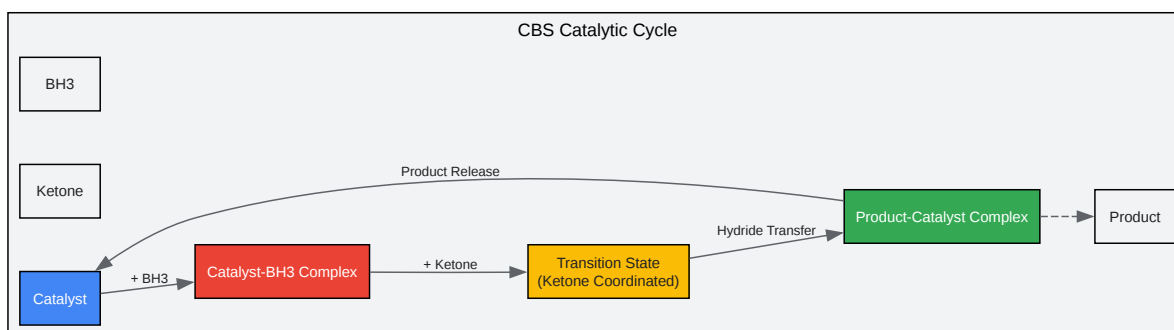 CBS Catalytic Cycle
BH3
Ketone
Product Release
Product-Catalyst Complex
Product
Hydride Transfer
Catalyst
+ BH3
Catalyst-BH3 Complex
+ Ketone
Transition State
(Ketone Coordinated)